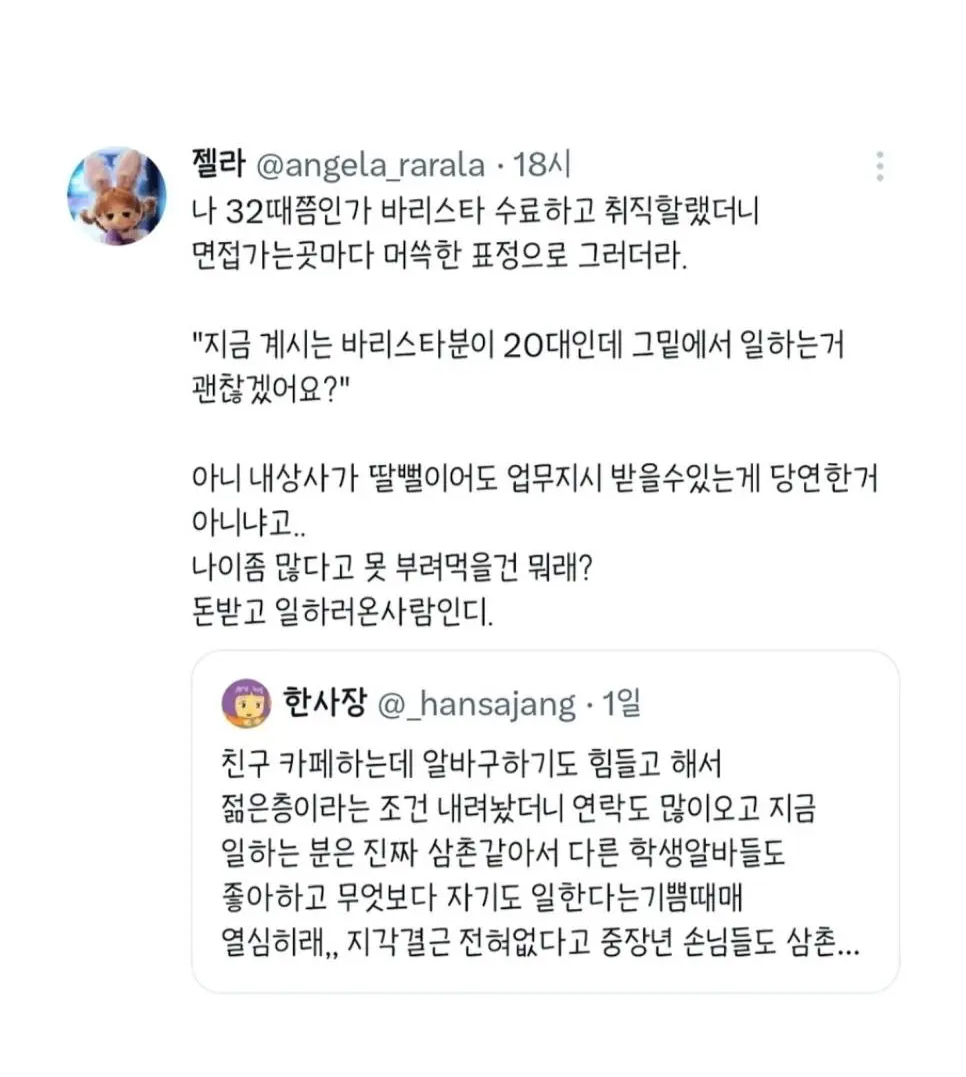 젤라 @angela_rarala · 18시
나 32때쯤인가 바리스타 수료하고 취직할랬더니
면접가는곳마다 머쓱한 표정으로 그러더라.
"지금 계시는 바리스타분이 20대인데 그밑에서 일하는거
괜찮겠어요?"
아니 내상사가 딸뻘이어도 업무지시 받을수있는게 당연한거
아니냐고..
나이좀 많다고 못 부려먹을건 뭐래?
돈받고 일하러온사람인디.
한사장 @_hansajang · 1일
친구 카페하는데 알바구하기도 힘들고 해서
젊은층이라는 조건 내려놨더니 연락도 많이오고 지금
일하는 분은 진짜 삼촌같아서 다른 학생알바들도
좋아하고 무엇보다 자기도 일한다는기쁨때매
열심히래,, 지각결근 전혀없다고 중장년 손님들도 삼촌...